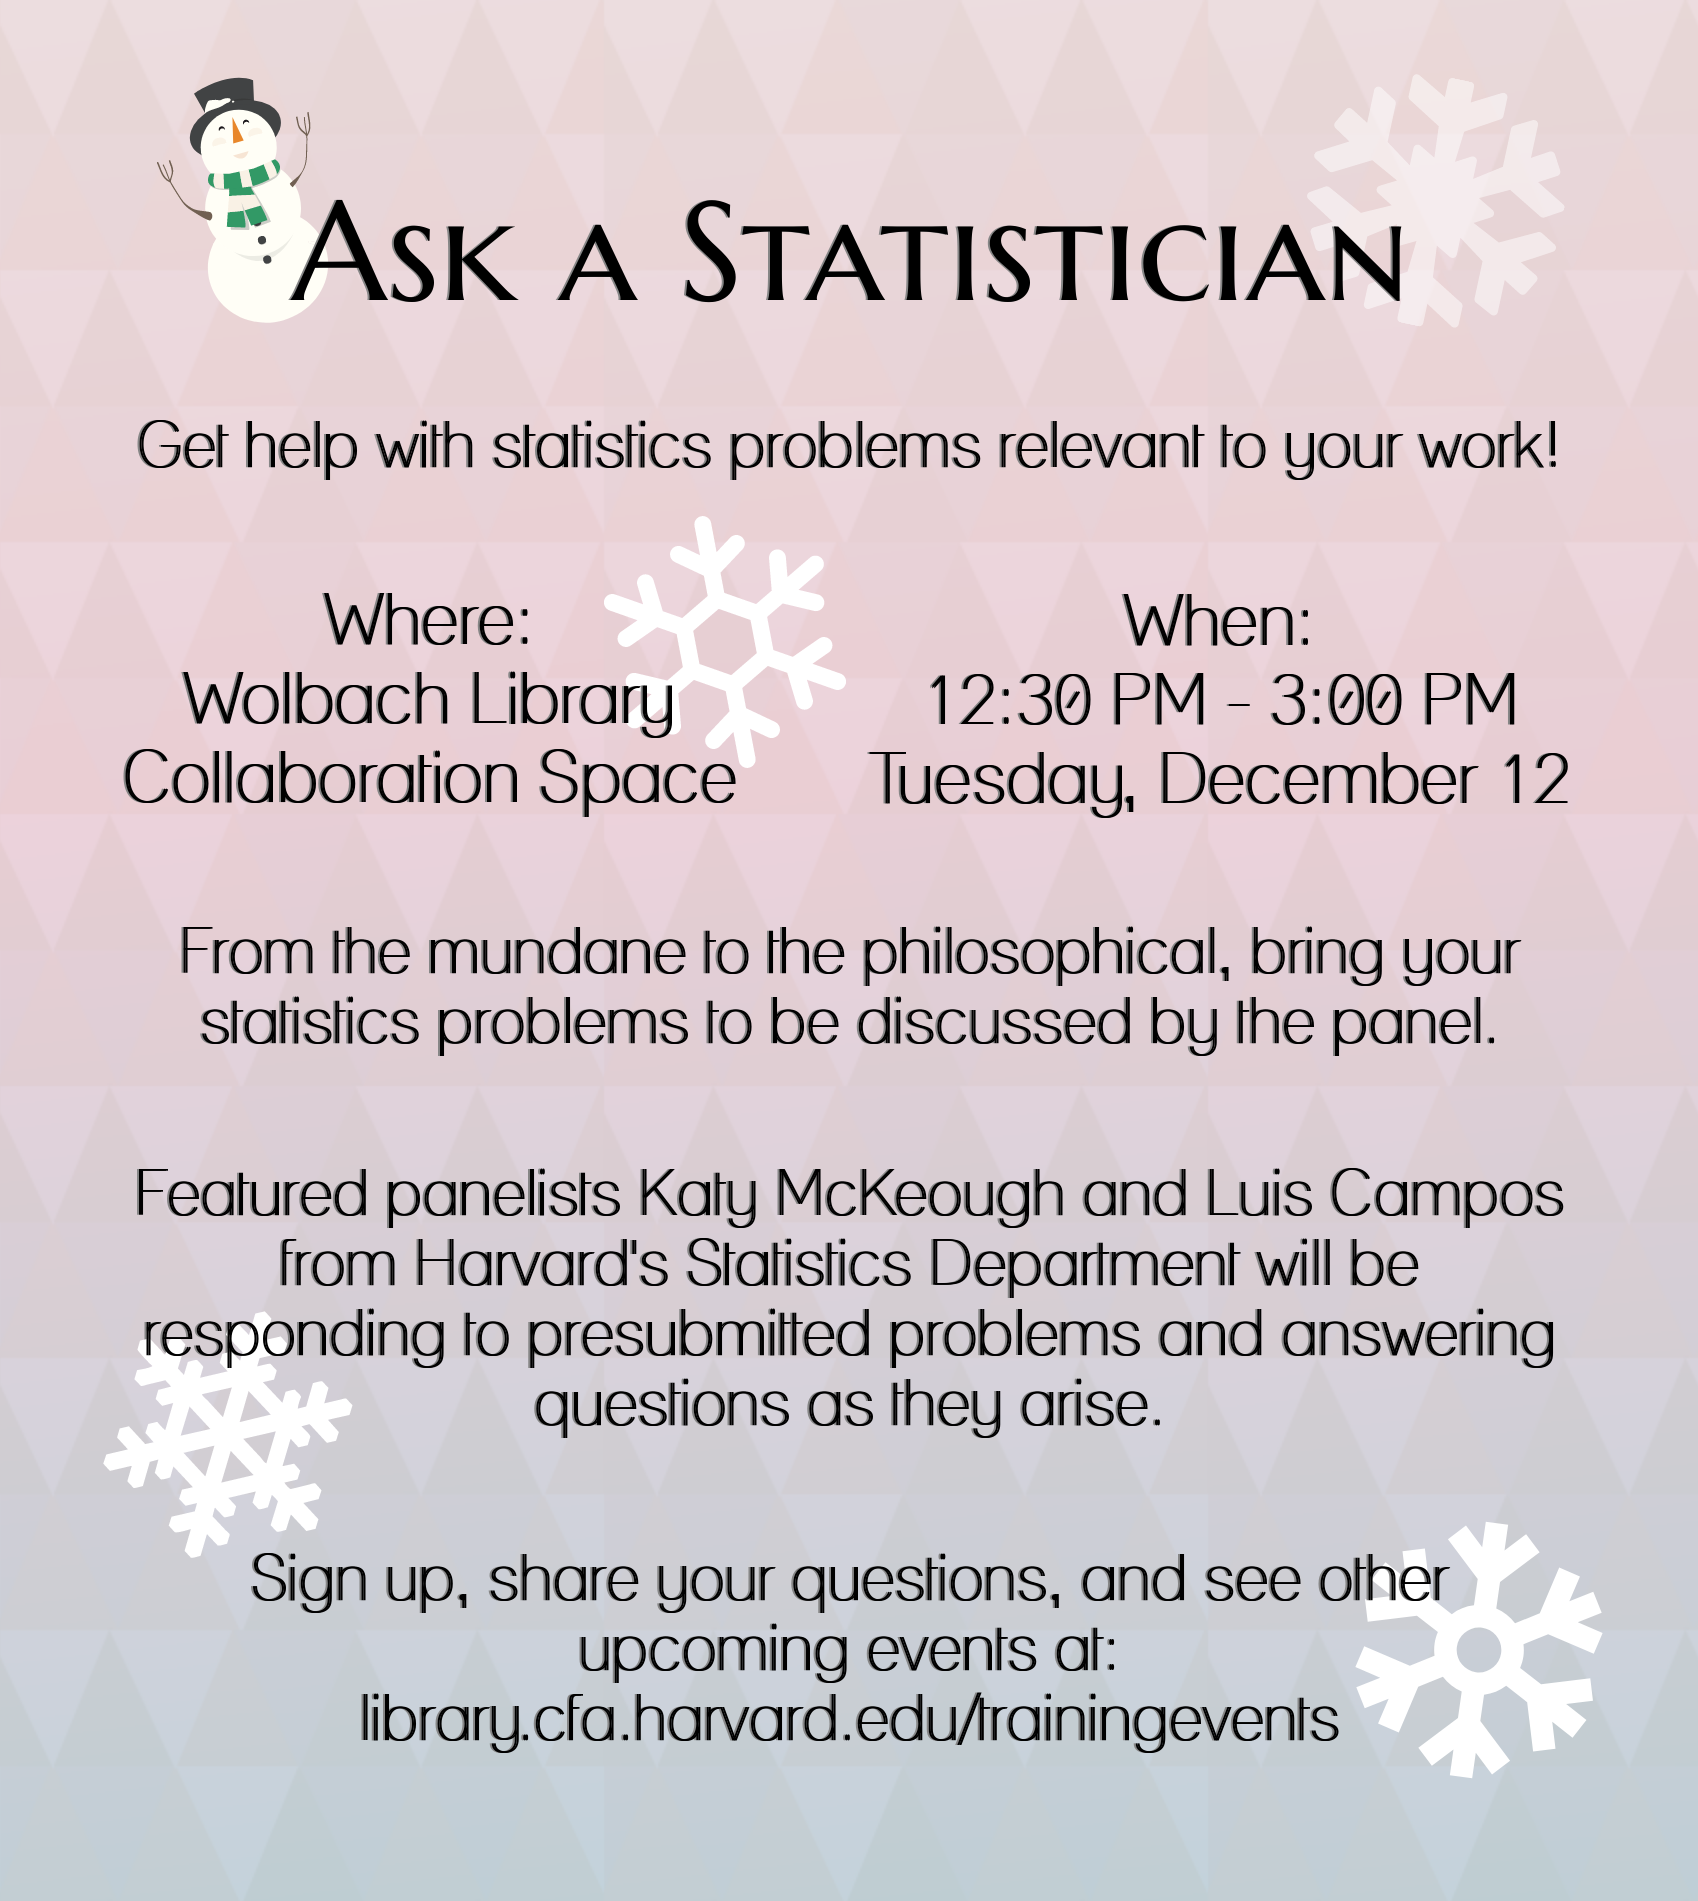 Ask a Statistician
Get help with statistics problems relevant to your work!
Where:
Wolbach Library
Collaboration Space
When:
12:30 PM - 3:00 PM
Tuesday, December 12
From the mundane to the philosophical, bring your
statistics problems to be discussed by the panel.
Featured panelists Katy McKeough and Luis Campos
from Harvard's Statistics Department will be
responding to presubmitted problems and answering
questions as they arise.
Sign up, share your questions, and see other
upcoming events at:
library.cfa.harvard.edu/trainingevents